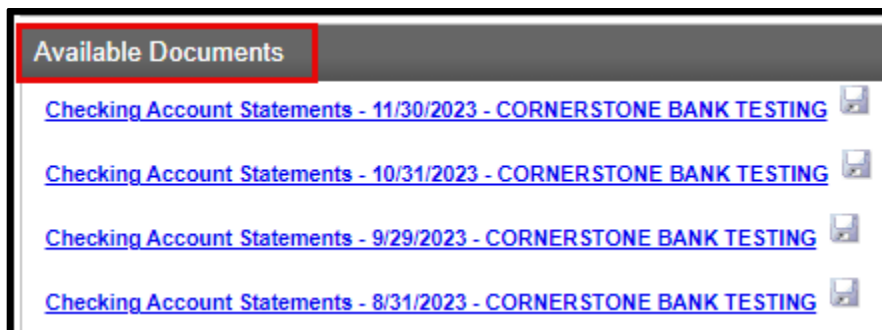 Available Documents
Checking Account Statements - 11/30/2023 - CORNERSTONE BANK TESTING
Checking Account Statements - 10/31/2023 - CORNERSTONE BANK TESTING
Checking Account Statements - 9/29/2023 - CORNERSTONE BANK TESTING
Checking Account Statements - 8/31/2023 - CORNERSTONE BANK TESTING